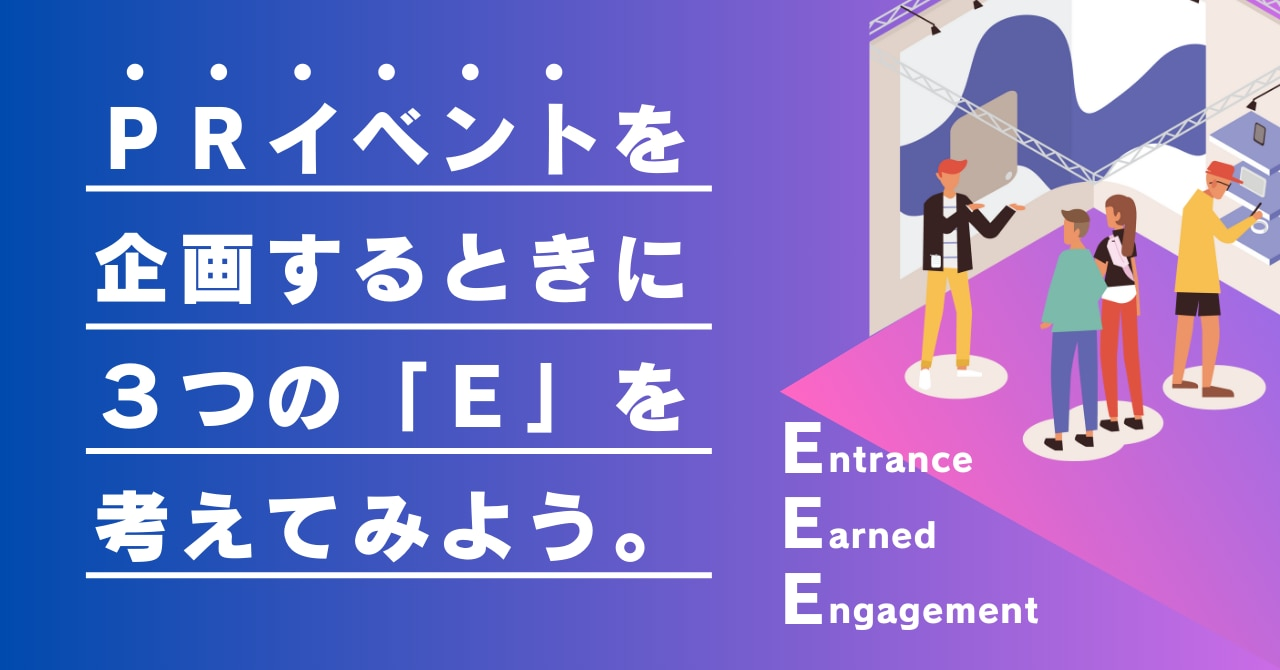 PRイベントを
企画するときに
３つの「E」を
考えてみよう。
Entrance
Earned
Engagement